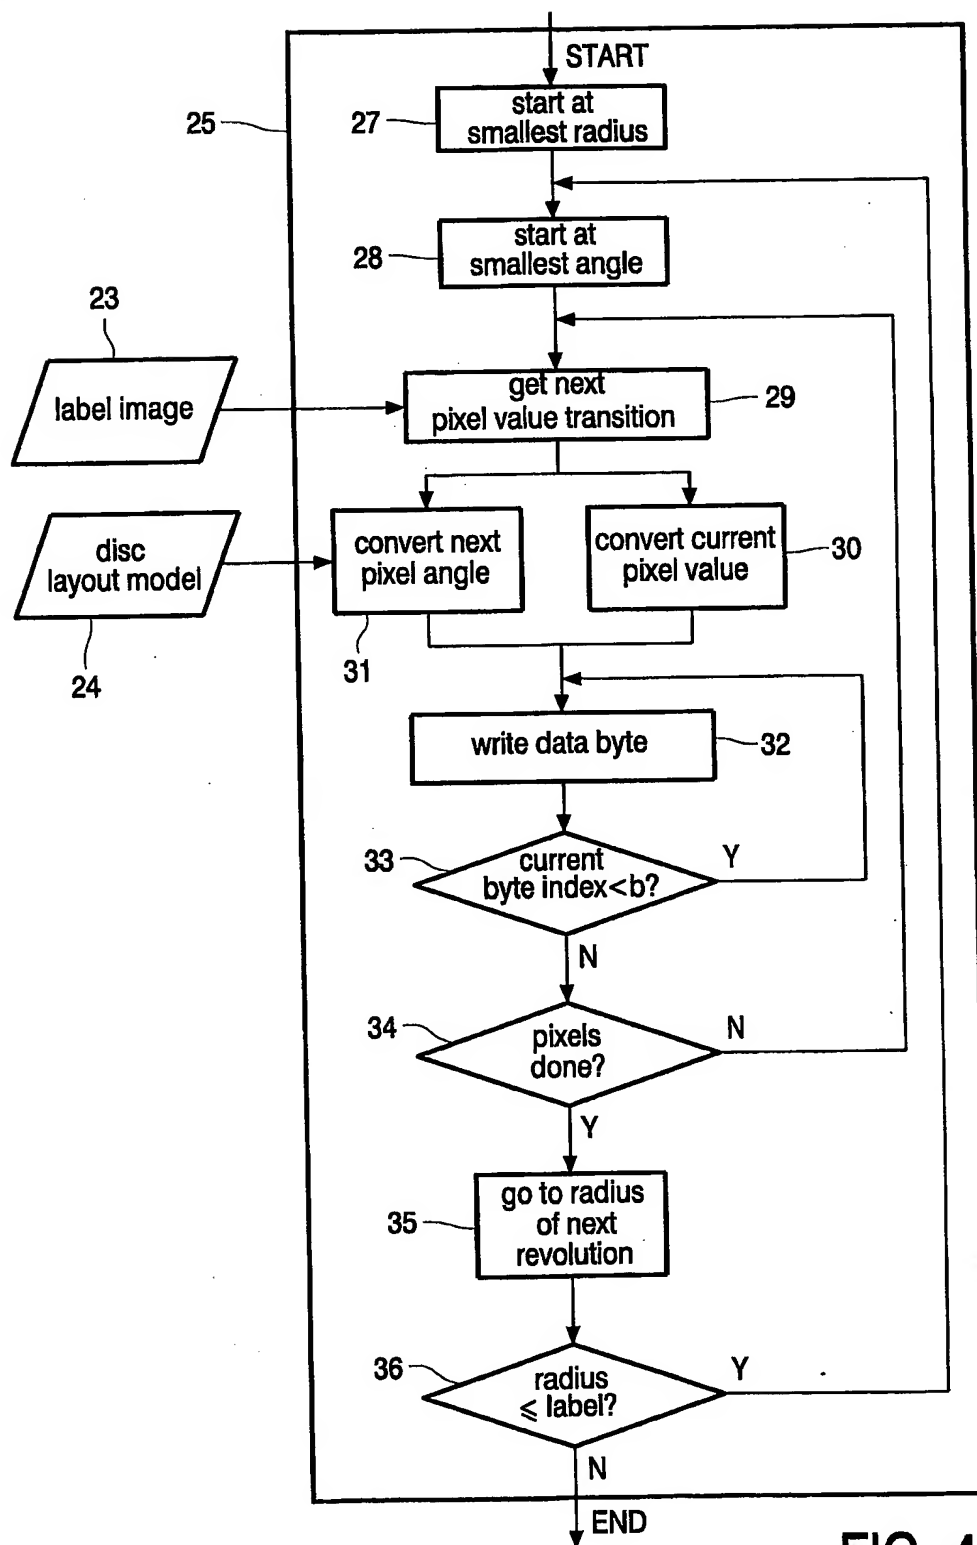 START
25
27
start at
smallest radius
28
start at
smallest angle
23
label image
get next
pixel value transition
29
disc
layout model
24
convert next
pixel angle
31
convert current
pixel value
30
write data byte
32
33
current
byte index<b?
Y
N
34
pixels
done?
N
Y
35
go to radius
of next
revolution
36
radius
≤ label?
Y
N
END